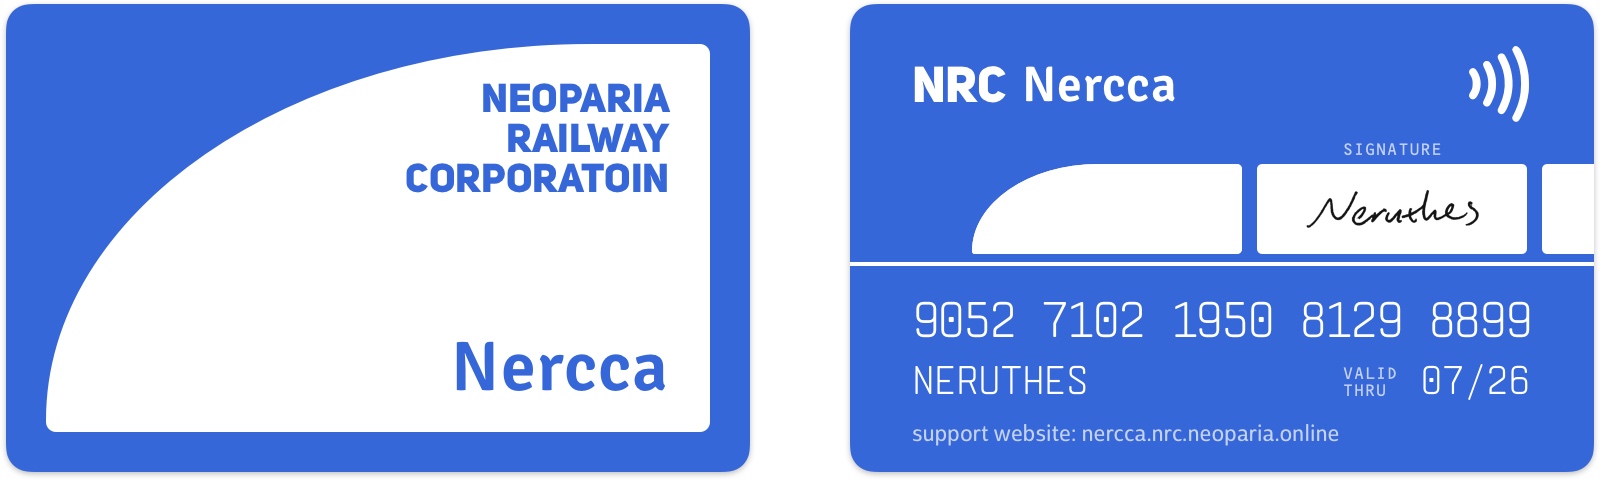 NEOPARIA
RAILWAY
CORPORATOIN
Nercca
NRC Nercca
SIGNATURE
Neruthes
9052 7102 1950 8129 8899
NERUTHES
VALID
THRU
07/26
support website: nercca.nrc.neoparia.online